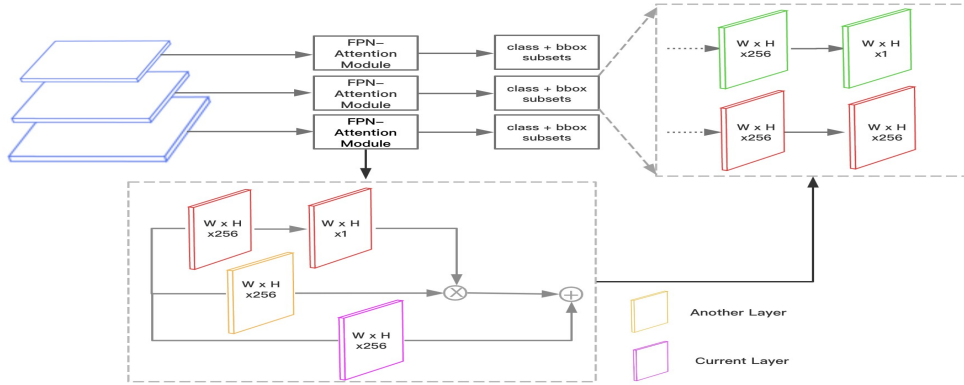 FPN–
Attention
Module
class + bbox
subsets
FPN–
Attention
Module
class + bbox
subsets
FPN–
Attention
Module
class + bbox
subsets
W x H
x256
W x H
x1
W x H
x256
W x H
x256
W x H
x256
W x H
x1
W x H
x256
W x H
x256
Another Layer
Current Layer